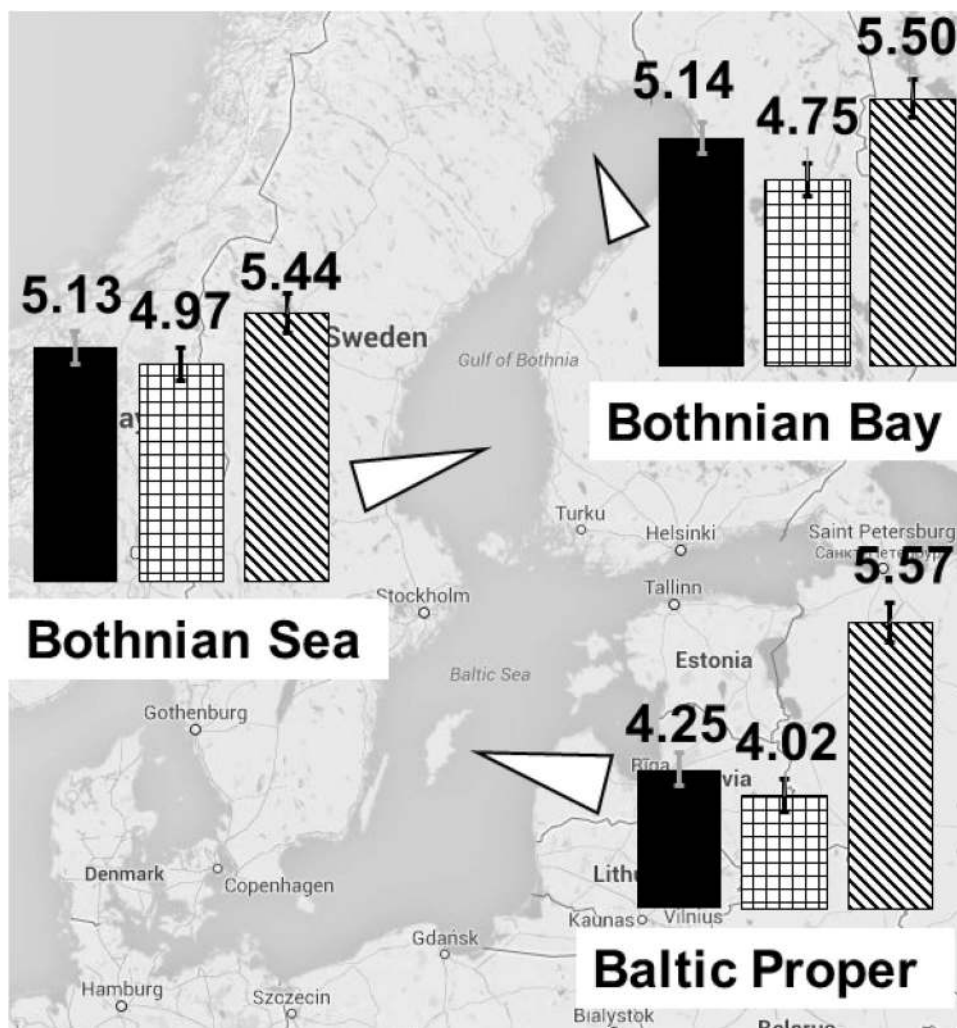 5.50
5.14
4.75
5.13
4.97
5.44
Sweden
Gulf of Bothnia
Bothnian Bay
Turku
Helsinki
Saint Petersburg
5.57
Stockholm
Tallinn
Bothnian Sea
Baltic Sea
Estonia
Gothenburg
4.25
4.02
Rīga
Denmark
Copenhagen
Kaunas
Vilnius
Gdańsk
Baltic Proper
Hamburg
Szczecin
Bialystok
Belarus